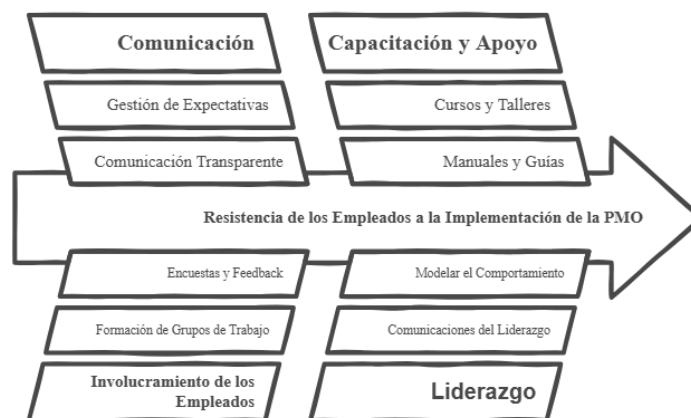 Comunicación
Capacitación y Apoyo
Gestión de Expectativas
Cursos y Talleres
Comunicación Transparente
Manuales y Guías
Resistencia de los Empleados a la Implementación de la PMO
Encuestas y Feedback
Modelar el Comportamiento
Formación de Grupos de Trabajo
Comunicaciones del Liderazgo
Involucramiento de los
Empleados
Liderazgo